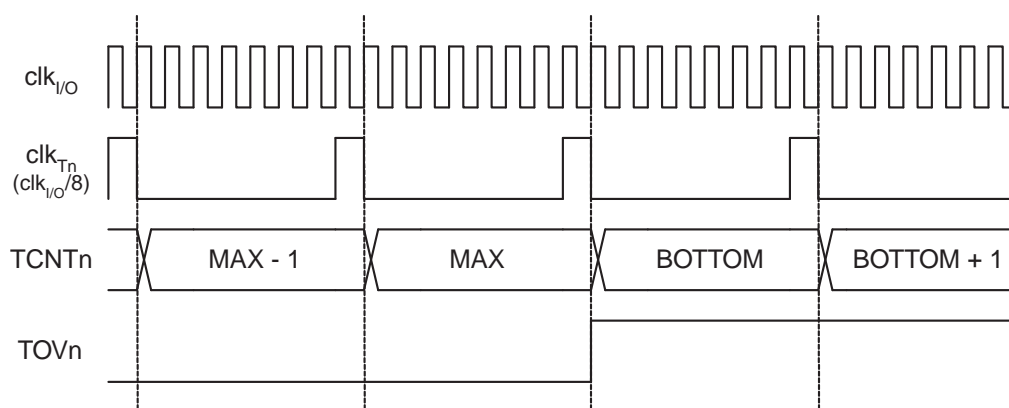 clkI/O
clkTn
(clkI/O/8)
TCNTn MAX - 1 MAX BOTTOM BOTTOM + 1
TOVn